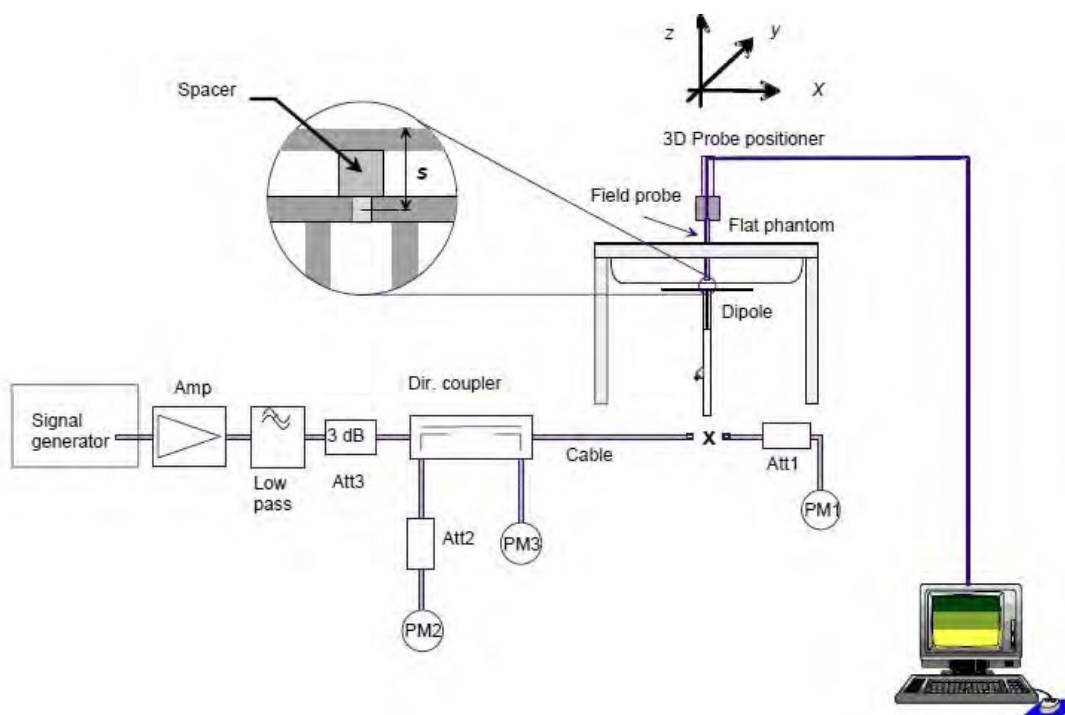 z
y
x
Spacer
s
3D Probe positioner
Field probe
Flat phantom
Dipole
Dir. coupler
Amp
Signal
generator
3 dB
Low
pass
Att3
Cable
X
Att1
Att2
PM3
PM1
PM2